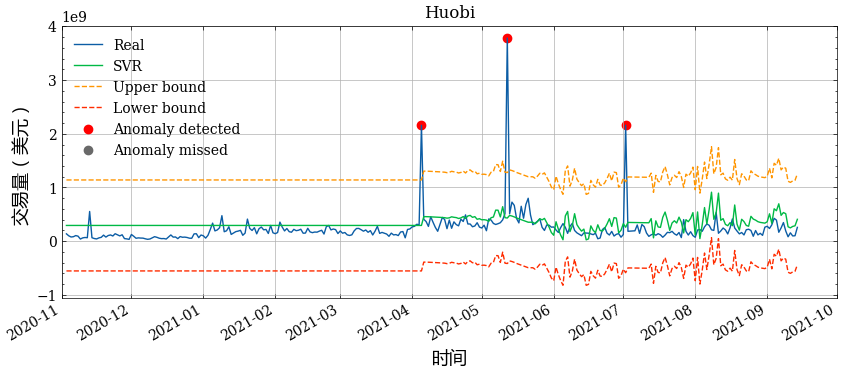 Huobi
1e9
4
3
2
1
0
−1
交易量（美元）
Real
SVR
Upper bound
Lower bound
Anomaly detected
Anomaly missed
2020-11
2020-12
2021-01
2021-02
2021-03
2021-04
2021-05
2021-06
2021-07
2021-08
2021-09
2021-10
时间